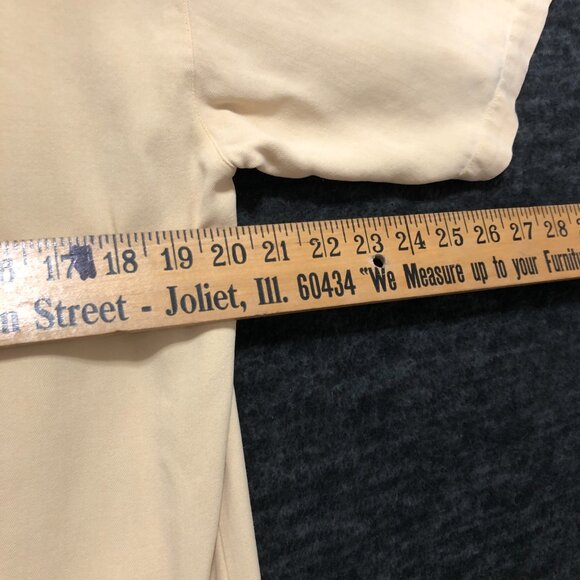 17 18 19 20 21 22 23 24 25 26 27 28
Street - Joliet, Ill. 60434 "We Measure up to your